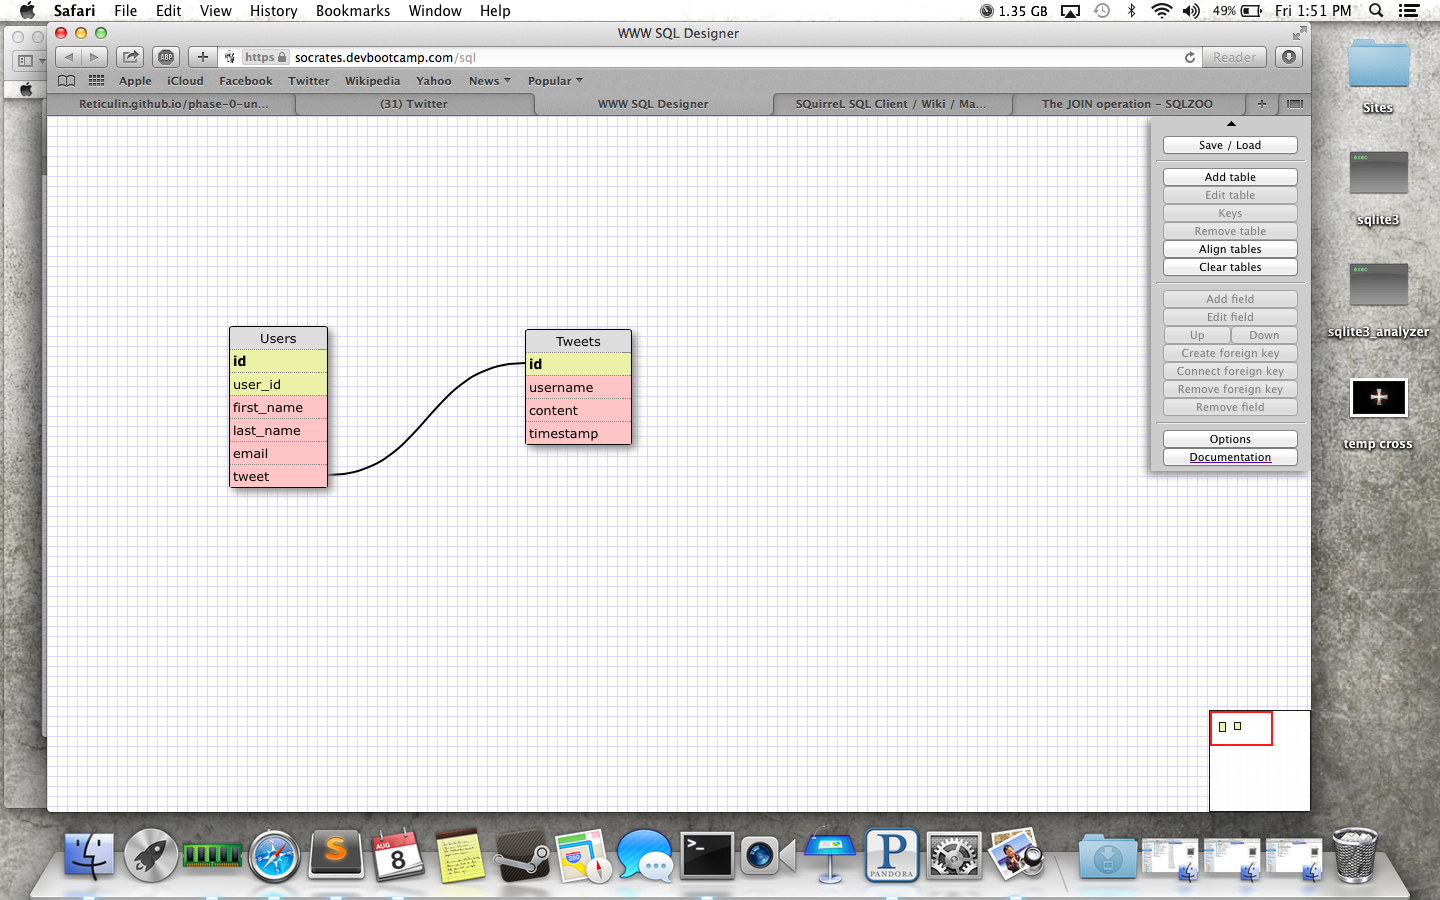 Safari File Edit View History Bookmarks Window Help 1.35 GB 49% Fri 1:51 PM
WWW SQL Designer
ABP https socrates.devbootcamp.com/sql Reader
Apple iCloud Facebook Twitter Wikipedia Yahoo News Popular
Reticulin.github.io/phase-0-un... (31) Twitter WWW SQL Designer SQuirreL SQL Client / Wiki / Ma... The JOIN operation - SQLZOO
Save / Load
Add table
Edit table
Keys
Remove table
Align tables
Clear tables
Add field
Edit field
Up Down
Create foreign key
Connect foreign key
Remove foreign key
Remove field
Options
Documentation
Users
id
user_id
first_name
last_name
email
tweet
Tweets
id
username
content
timestamp
Sites
exec
sqlite3
exec
sqlite3_analyzer
temp cross
S
AUG
8
280
>_
P
PANDORA